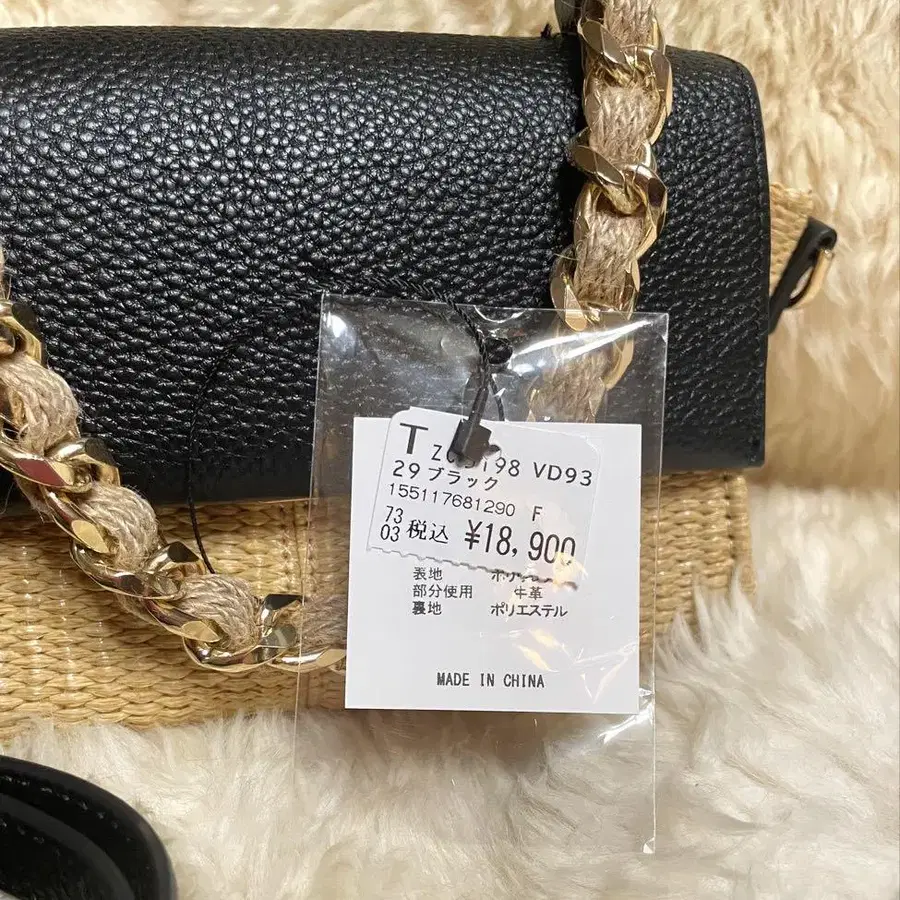 T VD93
29 ブラック
155117681290 F
73
03 税込 ¥18,900
表地
部分使用 牛革
裏地 ポリエステル
MADE IN CHINA